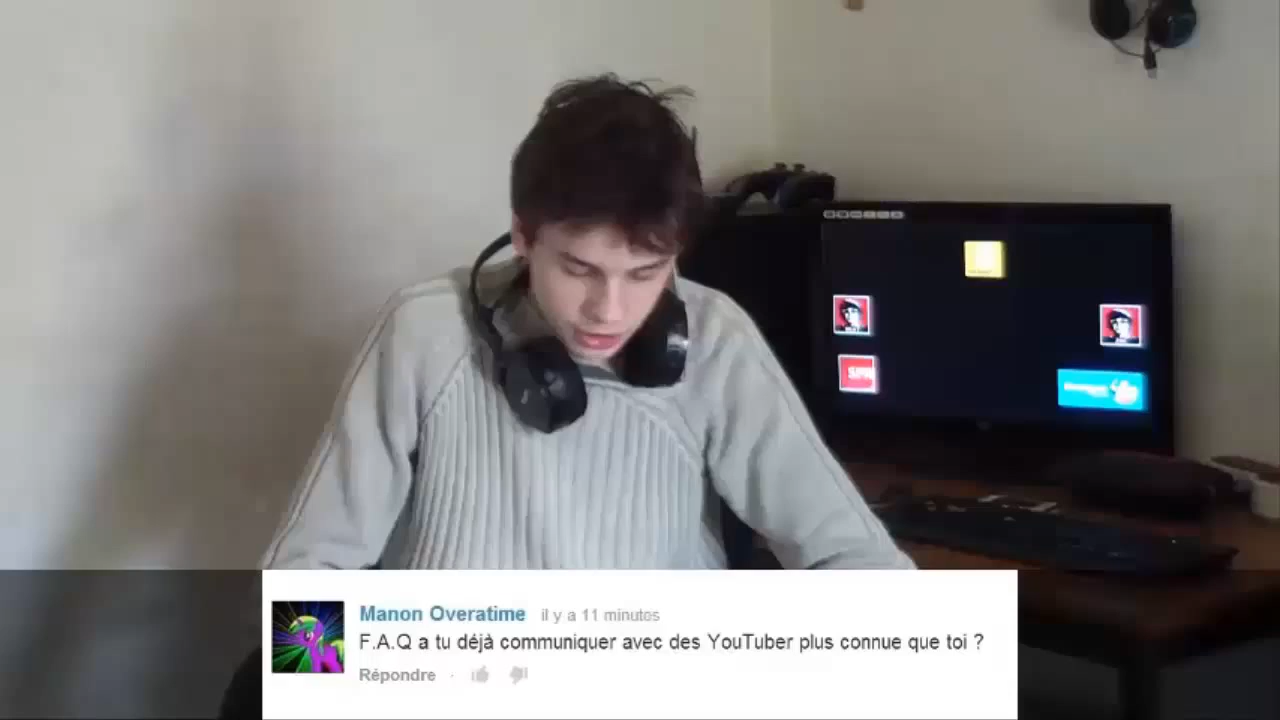 Manon Overatime il y a 11 minutes
F.A.Q a tu déjà communiquer avec des YouTuber plus connue que toi ?
Répondre